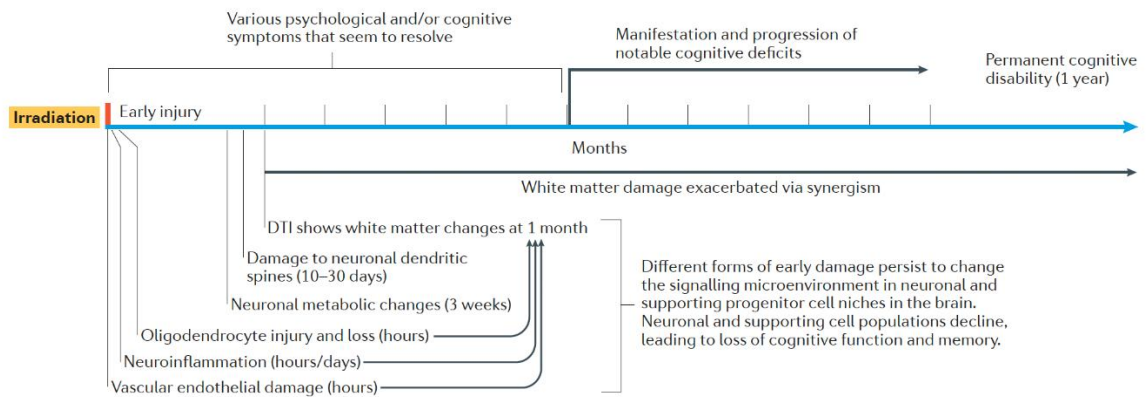 Various psychological and/or cognitive
symptoms that seem to resolve
Manifestation and progression of
notable cognitive deficits
Permanent cognitive
disability (1 year)
Irradiation
Early injury
Months
White matter damage exacerbated via synergism
DTI shows white matter changes at 1 month
Damage to neuronal dendritic
spines (10–30 days)
Neuronal metabolic changes (3 weeks)
Oligodendrocyte injury and loss (hours)
Neuroinflammation (hours/days)
Vascular endothelial damage (hours)
Different forms of early damage persist to change
the signalling microenvironment in neuronal and
supporting progenitor cell niches in the brain.
Neuronal and supporting cell populations decline,
leading to loss of cognitive function and memory.